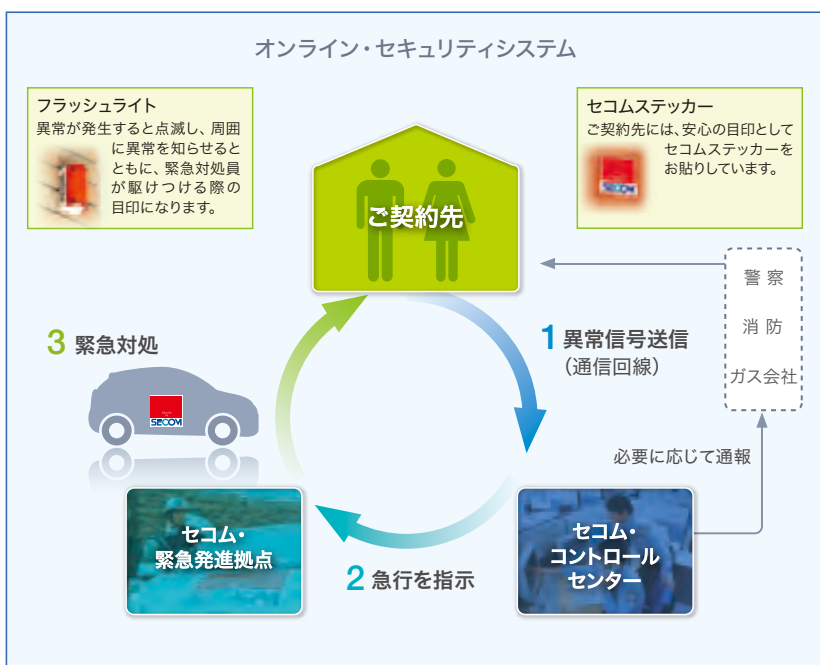 オンライン・セキュリティシステム
フラッシュライト
異常が発生すると点滅し、周囲
に異常を知らせると
ともに、緊急対処員
が駆けつける際の
目印になります。
セコムステッカー
ご契約先には、安心の目印として
セコムステッカーを
お貼りしています。
SECOM
ご契約先
警察
消防
ガス会社
1 異常信号送信
（通信回線）
3 緊急対処
SECOM
必要に応じて通報
セコム・
緊急発進拠点
セコム・
コントロール
センター
2 急行を指示